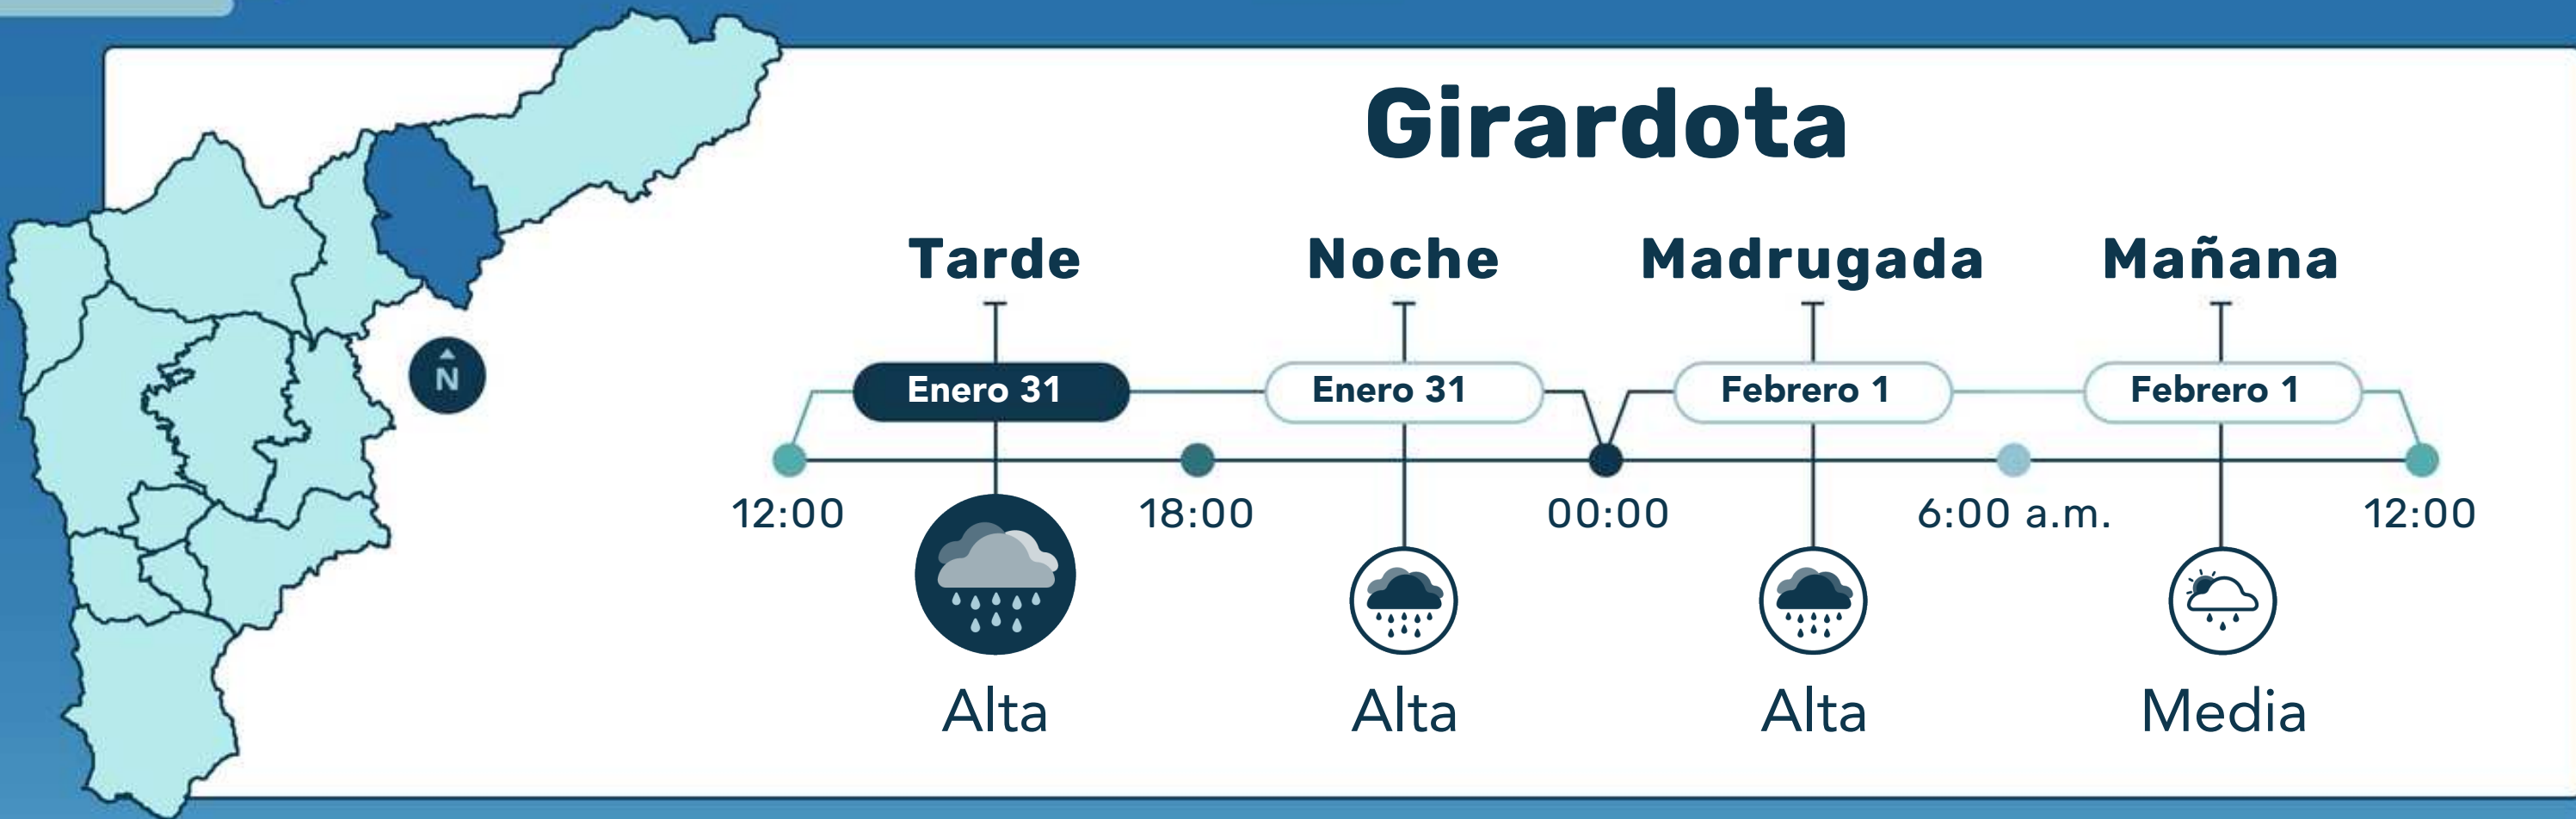 Girardota
Tarde Noche Madrugada Mañana
N
Enero 31 Enero 31 Febrero 1 Febrero 1
12:00 18:00 00:00 6:00 a.m. 12:00
Alta Alta Alta Media